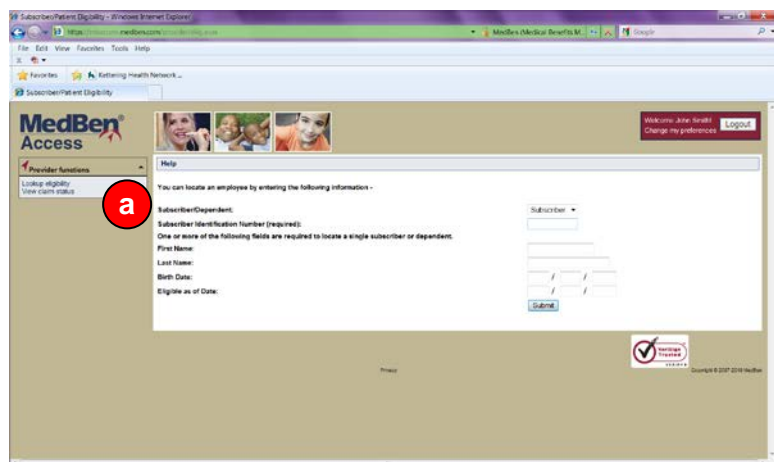 Subscriber/Patient Eligibility - Windows Internet Explorer
MedBen (Medical Benefits M...
Google
File Edit View Favorites Tools Help
X
Favorites Kettering Health Network ...
Subscriber/Patient Eligibility
MedBen®
Access
Welcome John Smith!
Change my preferences
Logout
Provider functions
Lookup eligibility
View claim status
a
Help
You can locate an employee by entering the following information -
Subscriber/Dependent: Subscriber
Subscriber Identification Number (required):
One or more of the following fields are required to locate a single subscriber or dependent.
First Name:
Last Name:
Birth Date: / /
Eligible as of Date: / /
Submit
VeriSign
Trusted
Privacy